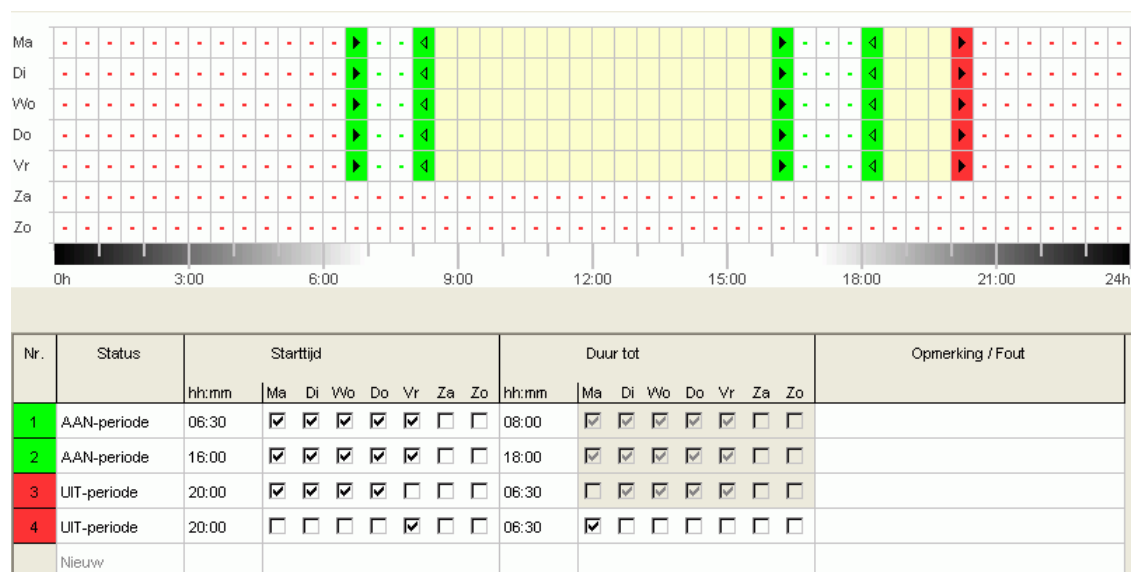 Ma
Di
Wo
Do
Vr
Za
Zo
0h 3:00 6:00 9:00 12:00 15:00 18:00 21:00 24h
Nr. Status Starttijd Duur tot Opmerking / Fout
hh:mm Ma Di Wo Do Vr Za Zo hh:mm Ma Di Wo Do Vr Za Zo
1 AAN-periode 06:30 08:00
2 AAN-periode 16:00 18:00
3 UIT-periode 20:00 06:30
4 UIT-periode 20:00 06:30
Nieuw